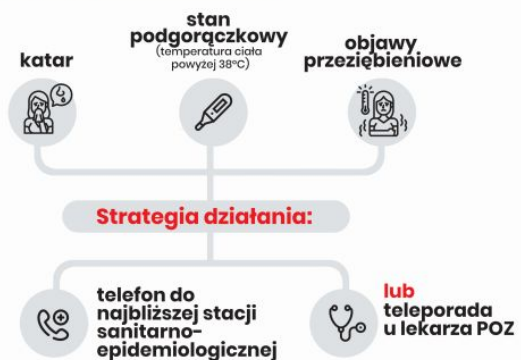 katar
stan
podgorączkowy
(temperatura ciała
powyżej 38°C)
objawy
przeziębieniowe
Strategia działania:
telefon do
najbliższej stacji
sanitarno-
epidemiologicznej
lub
teleporada
u lekarza POZ